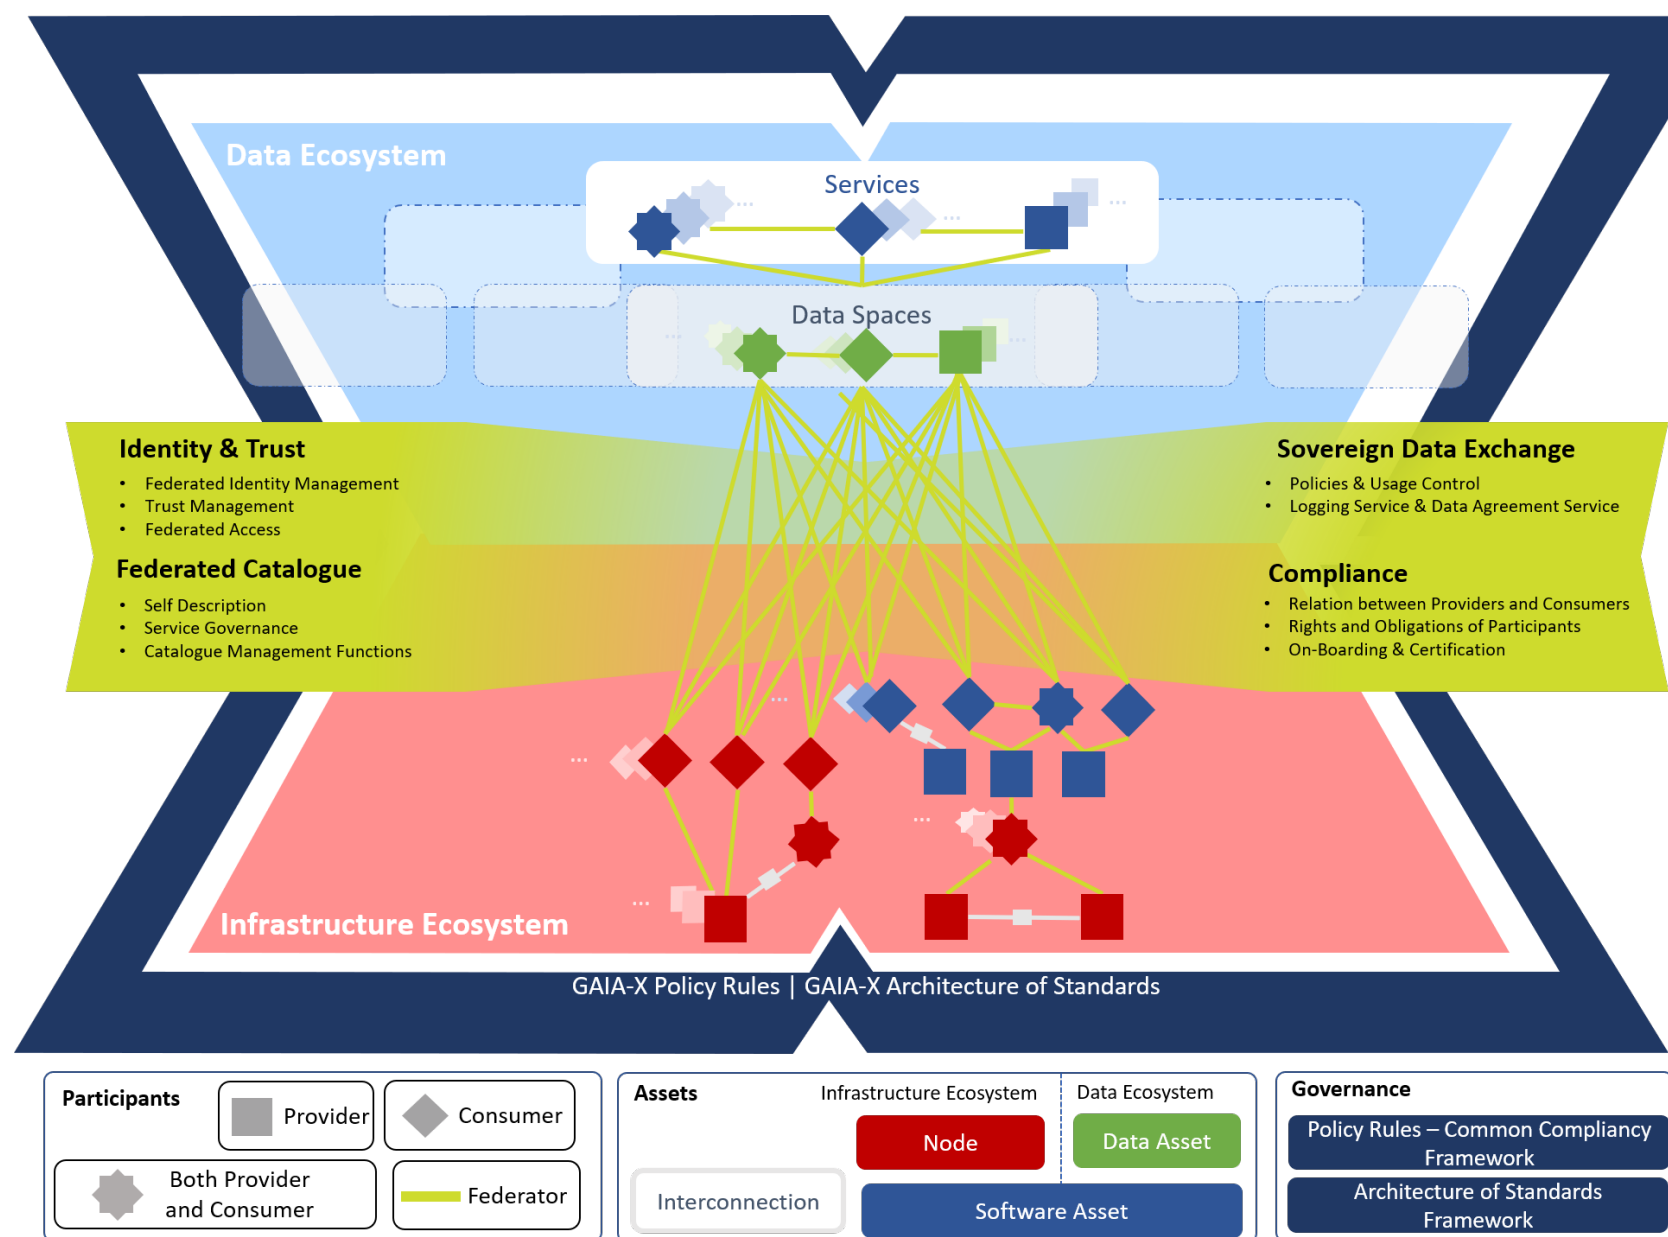 Data Ecosystem
Services
...
...
...
Data Spaces
...
...
Identity & Trust
• Federated Identity Management
• Trust Management
• Federated Access
Federated Catalogue
• Self Description
• Service Governance
• Catalogue Management Functions
Sovereign Data Exchange
• Policies & Usage Control
• Logging Service & Data Agreement Service
Compliance
• Relation between Providers and Consumers
• Rights and Obligations of Participants
• On-Boarding & Certification
...
...
...
...
Infrastructure Ecosystem
GAIA-X Policy Rules | GAIA-X Architecture of Standards
Participants
Provider
Consumer
Both Provider
and Consumer
Federator
Assets
Infrastructure Ecosystem
Data Ecosystem
Node
Data Asset
Interconnection
Software Asset
Governance
Policy Rules – Common Compliancy
Framework
Architecture of Standards
Framework